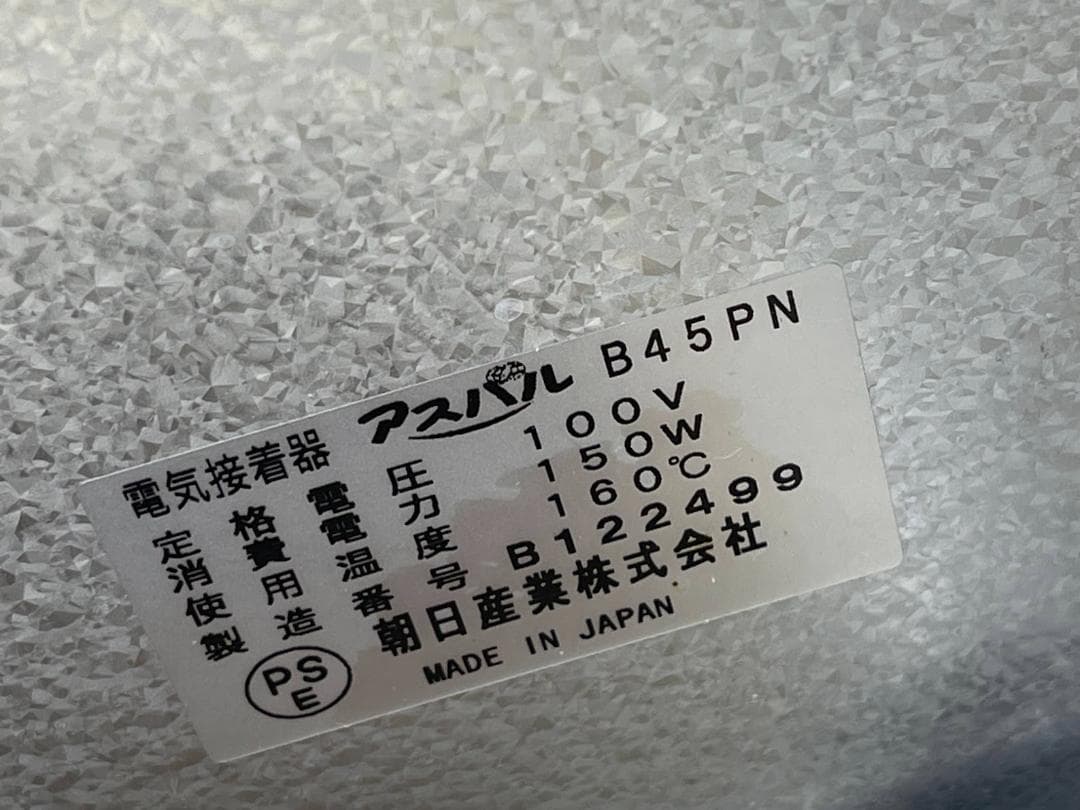 電気接着器 アスパル B45PN
定格電圧 100V
消費電力 150W
使用温度 160℃
製造番号 B122499
朝日産業株式会社
PSE MADE IN JAPAN